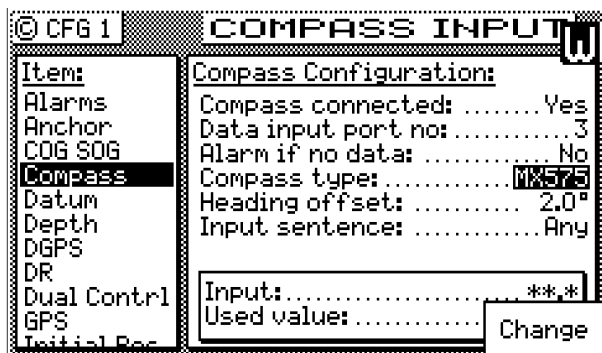 © CFG 1
COMPASS INPUT
Item:
Alarms
Anchor
COG SOG
Compass
Datum
Depth
DGPS
DR
Dual Contrl
GPS
Compass Configuration:
Compass connected: ........Yes
Data input port no: ............3
Alarm if no data: ............. No
Compass type: ............. MX575
Heading offset: ........... 2.0°
Input sentence: ...........Any
Input:.......................... **.*
Used value:..............
Change